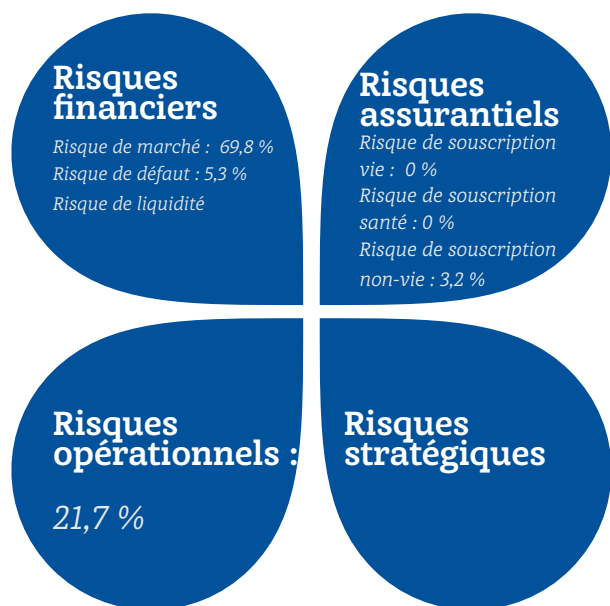 Risques
financiers
Risque de marché : 69,8 %
Risque de défaut : 5,3 %
Risque de liquidité
Risques
assurantiels
Risque de souscription
vie : 0 %
Risque de souscription
santé : 0 %
Risque de souscription
non-vie : 3,2 %
Risques
opérationnels :
21,7 %
Risques
stratégiques